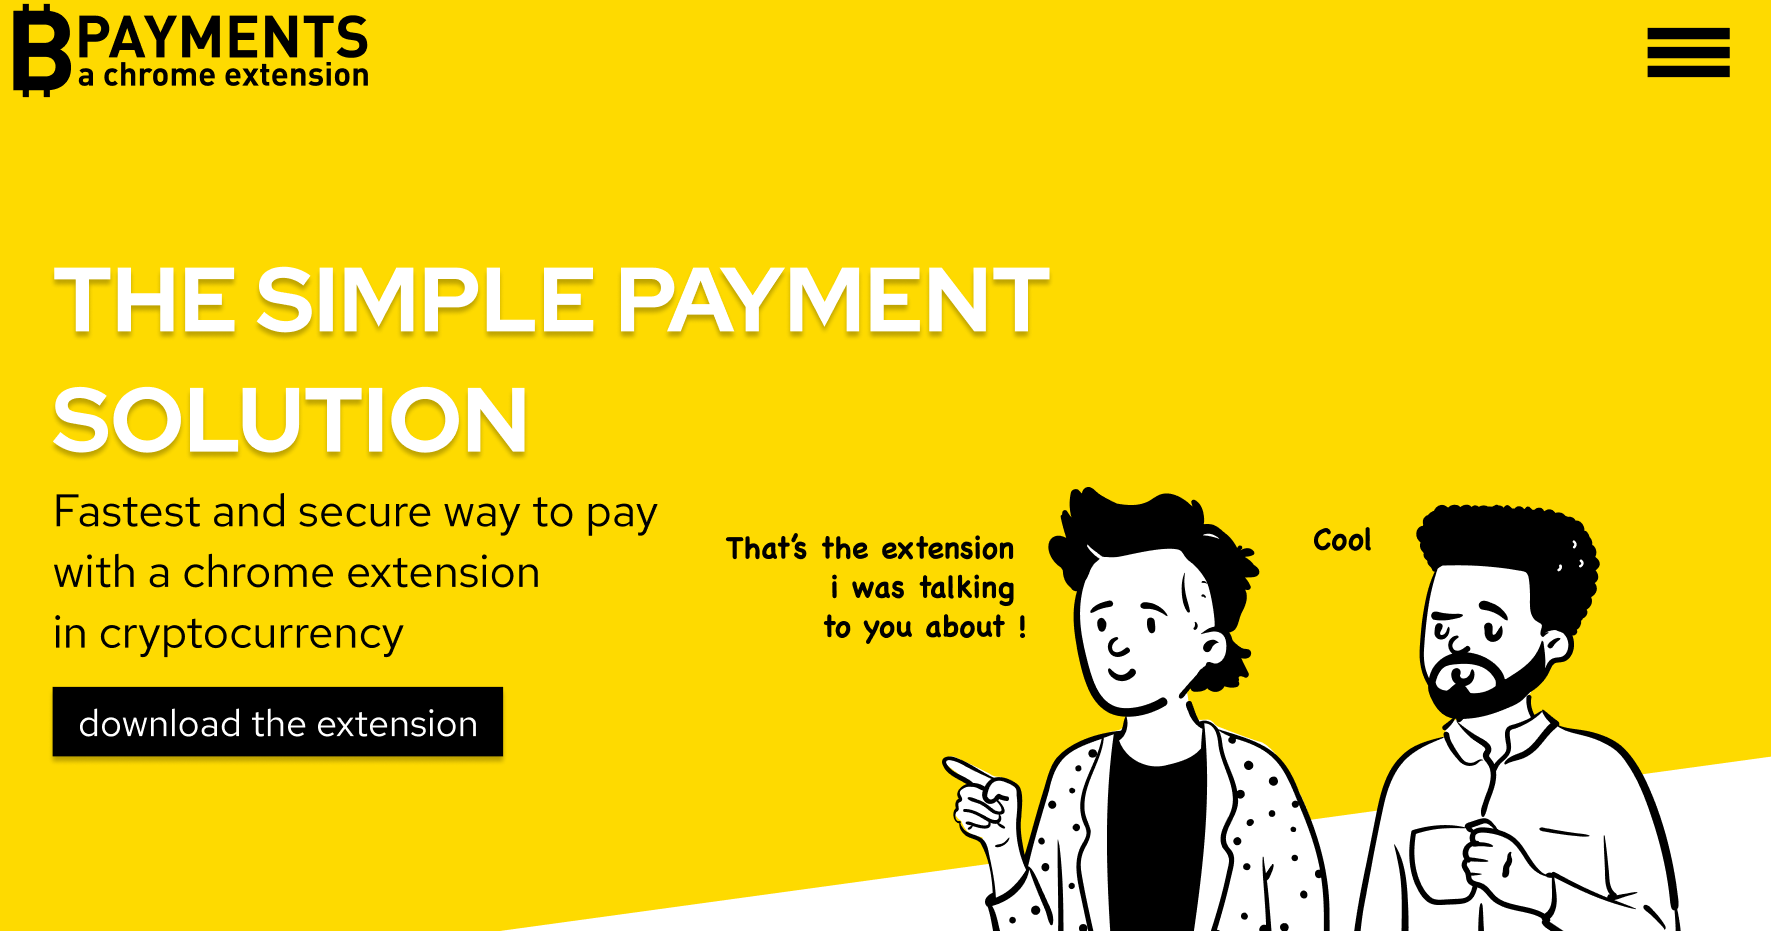 PAYMENTS
a chrome extension
THE SIMPLE PAYMENT
SOLUTION
Fastest and secure way to pay
with a chrome extension
in cryptocurrency
download the extension
That's the extension
i was talking
to you about !
Cool